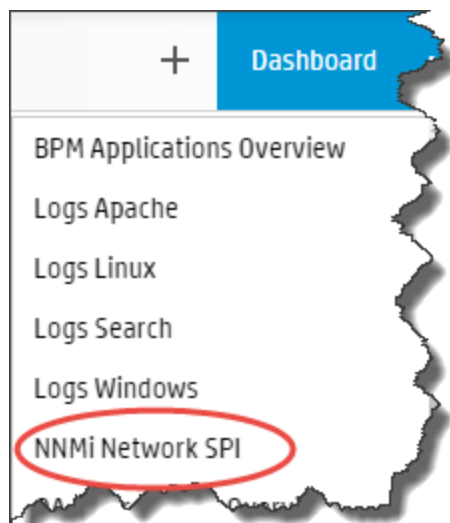 + Dashboard
BPM Applications Overview
Logs Apache
Logs Linux
Logs Search
Logs Windows
NNMi Network SPI